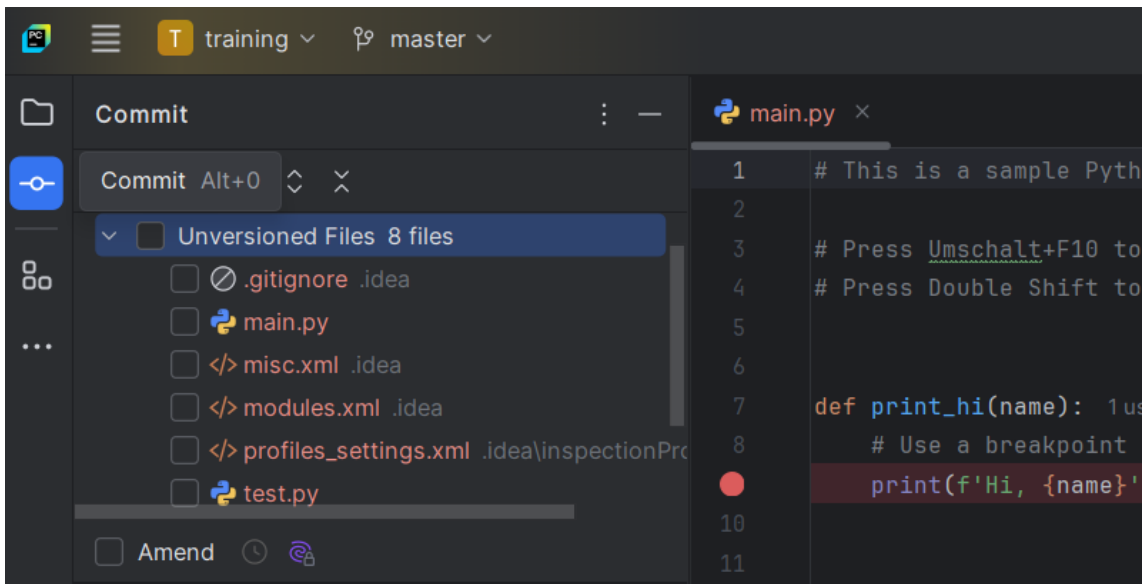 PC
T training master
Commit
main.py
Commit Alt+0
Unversioned Files 8 files
.gitignore .idea
main.py
misc.xml .idea
modules.xml .idea
profiles_settings.xml .idea\inspectionPro
test.py
Amend
1 # This is a sample Pyth
2
3 # Press Umschalt+F10 to
4 # Press Double Shift to
5
6
7 def print_hi(name): 1 us
8 # Use a breakpoint
print(f'Hi, {name}'
10
11